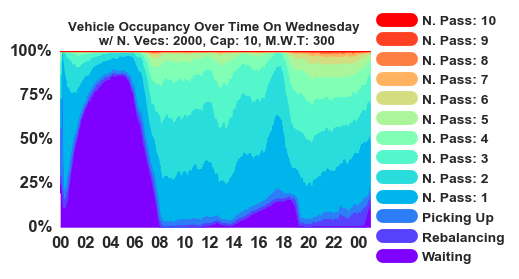 Vehicle Occupancy Over Time On Wednesday
w/ N. Vecs: 2000, Cap: 10, M.W.T: 300
100%
75%
50%
25%
0%
00 02 04 06 08 10 12 14 16 18 20 22 00
N. Pass: 10
N. Pass: 9
N. Pass: 8
N. Pass: 7
N. Pass: 6
N. Pass: 5
N. Pass: 4
N. Pass: 3
N. Pass: 2
N. Pass: 1
Picking Up
Rebalancing
Waiting